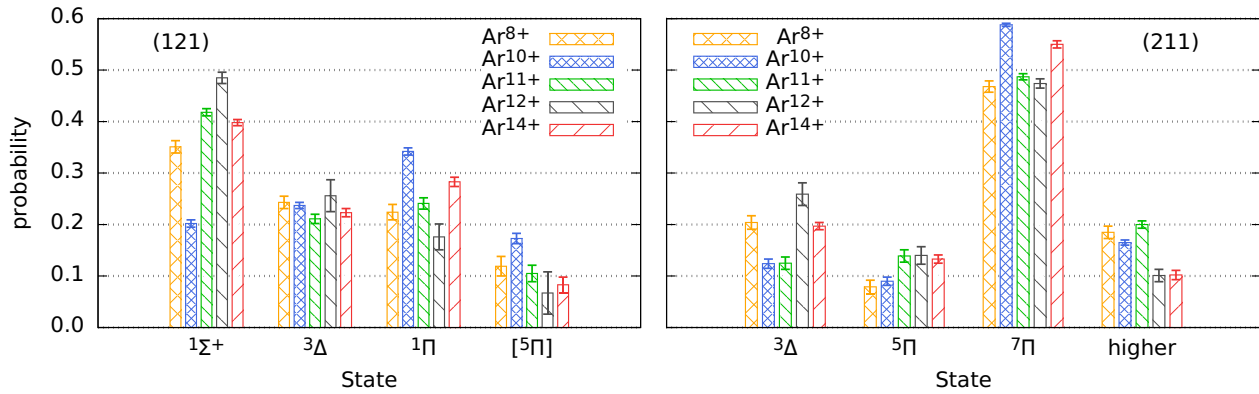 0.6
0.5
0.4
0.3
0.2
0.1
0.0
probability
(121)
Ar⁸⁺
Ar¹⁰⁺
Ar¹¹⁺
Ar¹²⁺
Ar¹⁴⁺
¹Σ⁺ ³Δ ¹Π [⁵Π]
State
Ar⁸⁺
Ar¹⁰⁺
Ar¹¹⁺
Ar¹²⁺
Ar¹⁴⁺
(211)
³Δ ⁵Π ⁷Π higher
State